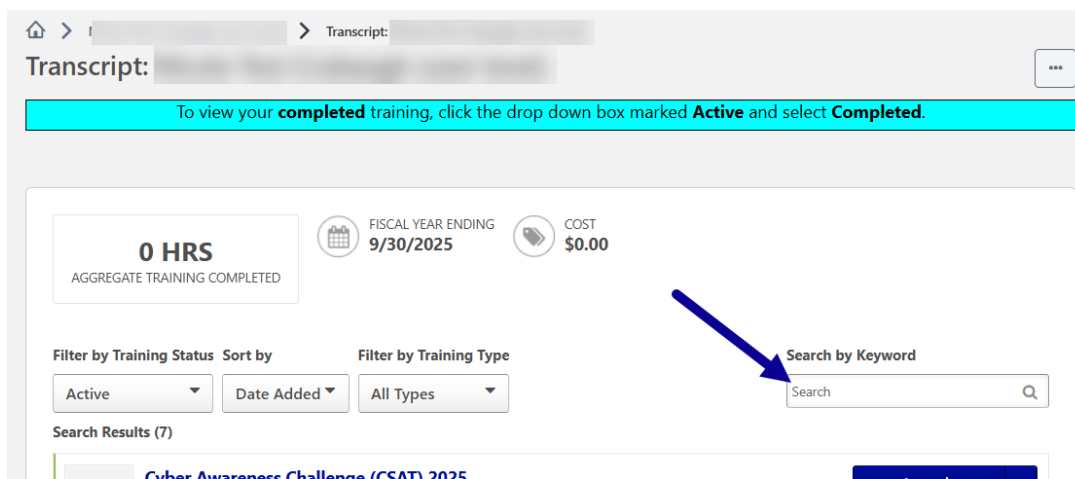 Transcript:
Transcript:
To view your completed training, click the drop down box marked Active and select Completed.
0 HRS
AGGREGATE TRAINING COMPLETED
FISCAL YEAR ENDING
9/30/2025
COST
$0.00
Filter by Training Status Sort by Filter by Training Type Search by Keyword
Active Date Added All Types Search
Search Results (7)
Cyber Awareness Challenge (CSAT) 2025